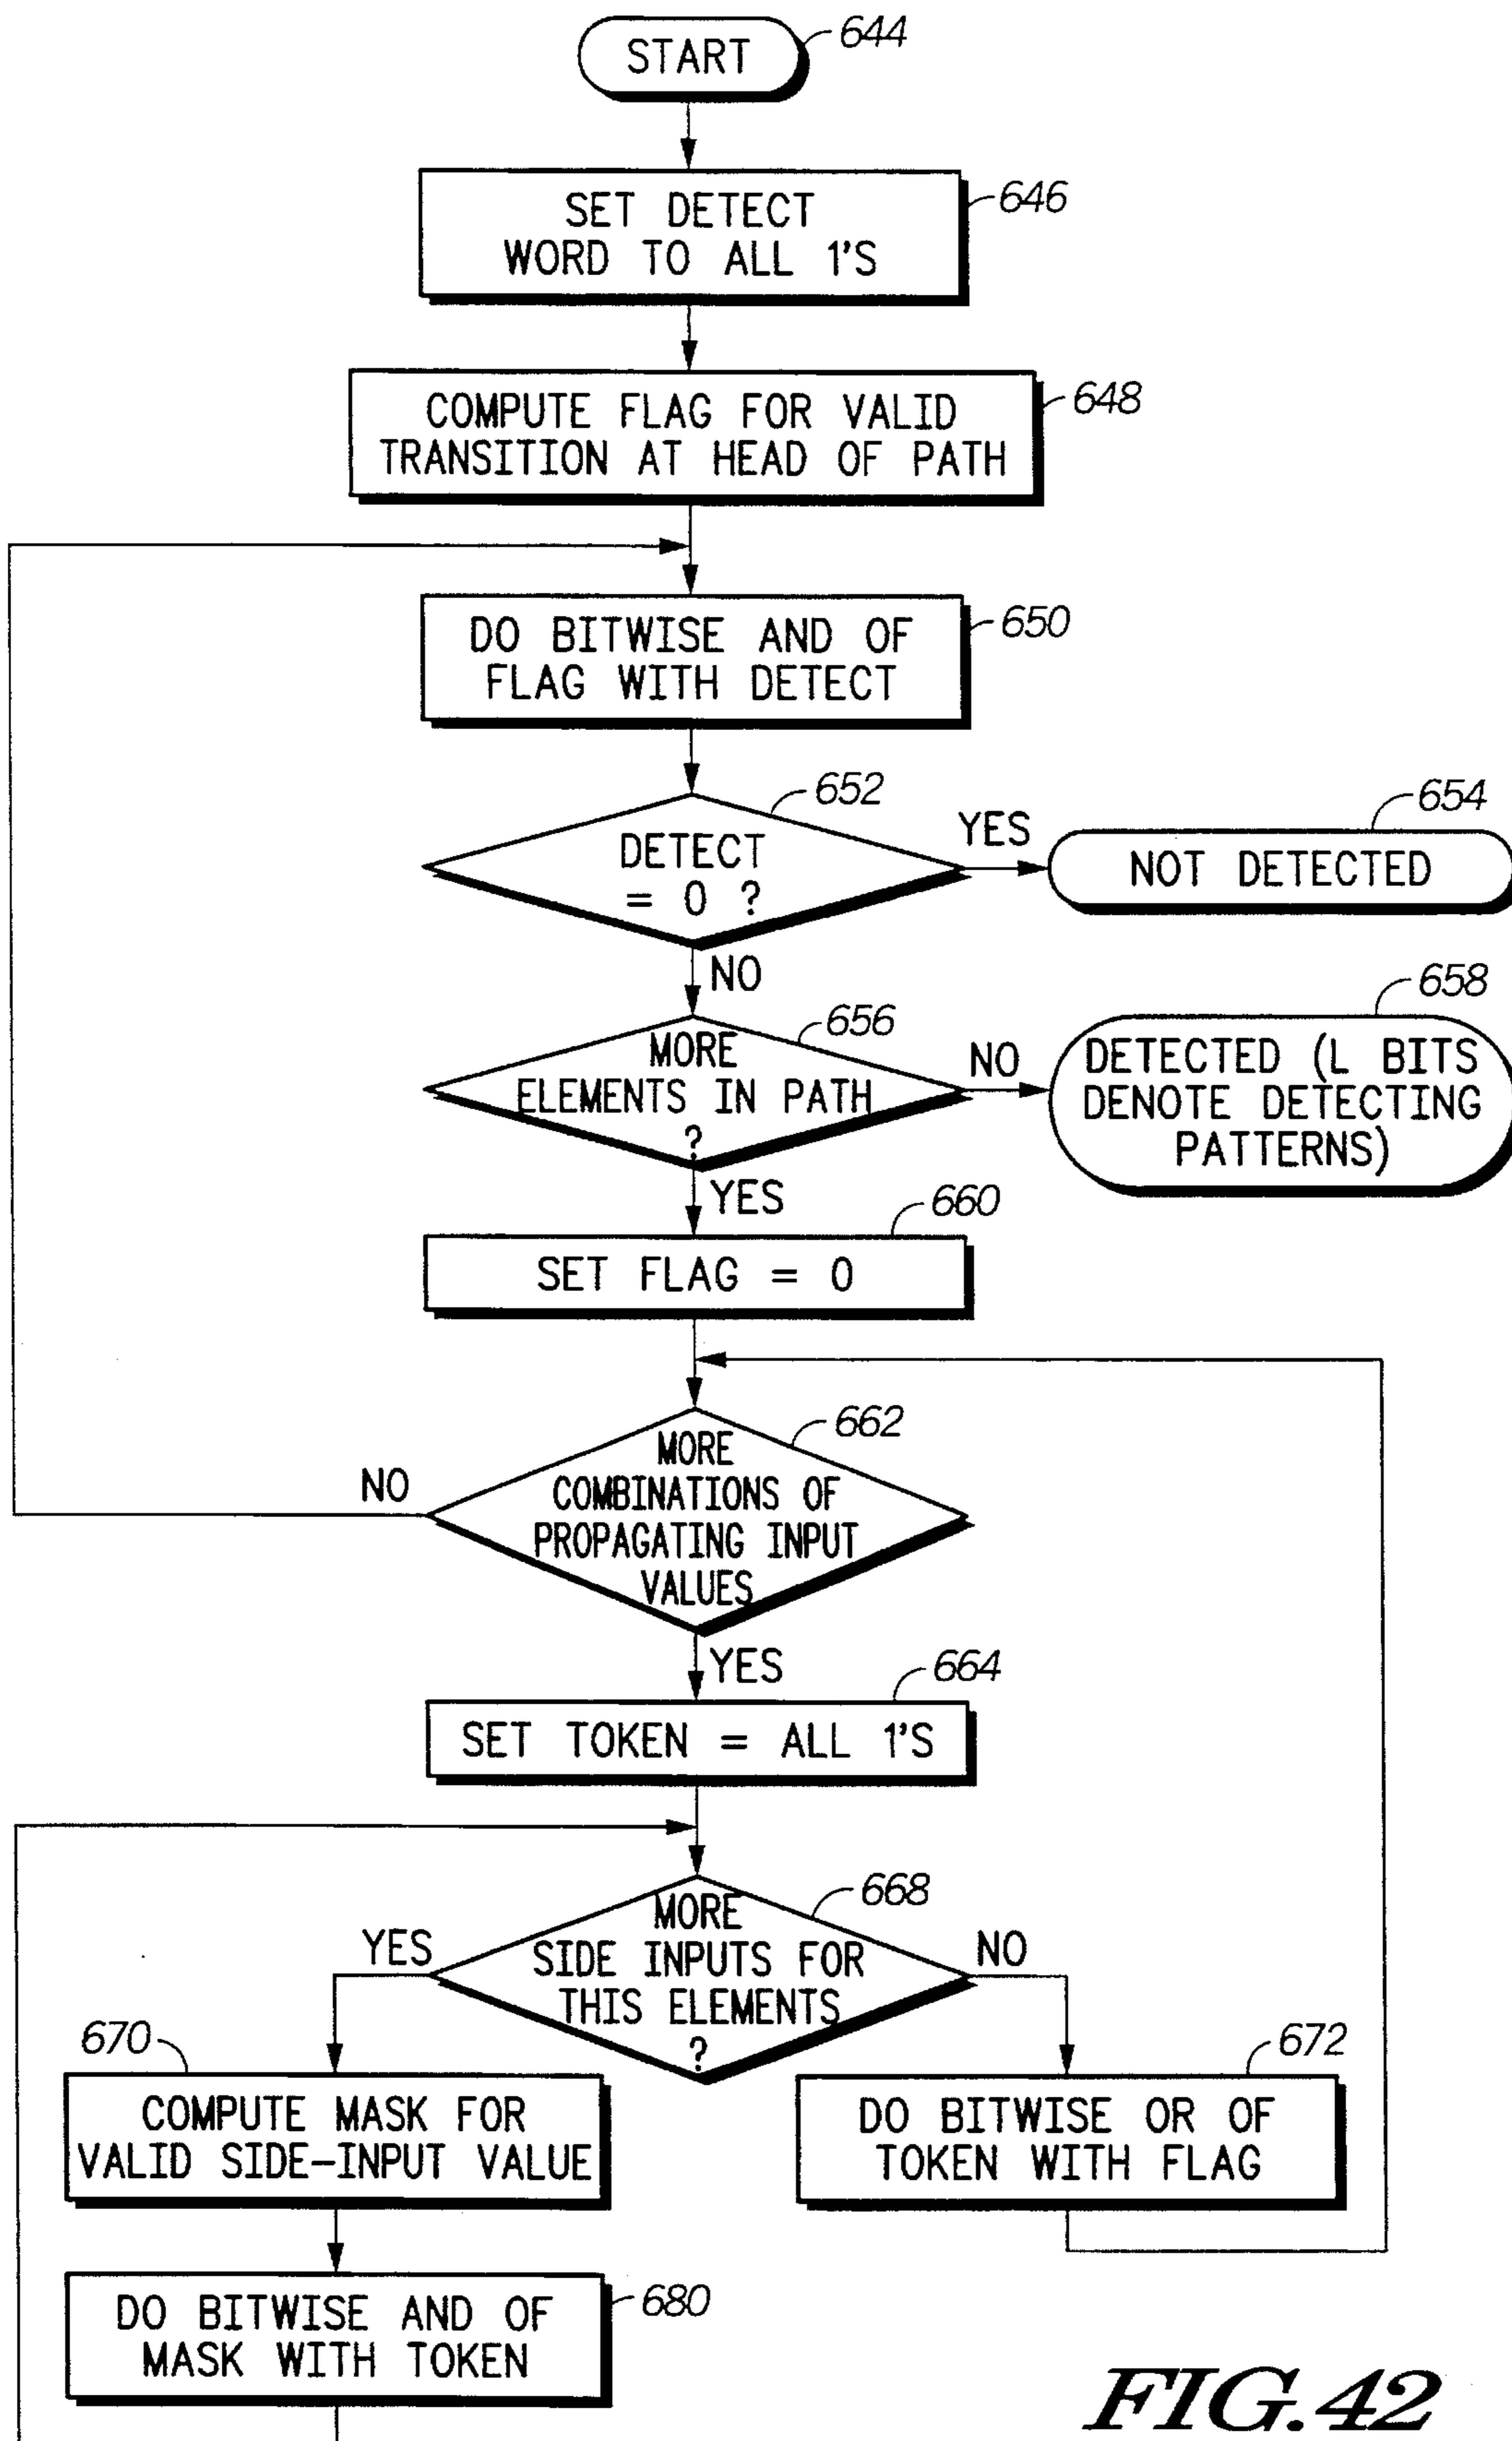 START
644
SET DETECT
WORD TO ALL 1'S
646
COMPUTE FLAG FOR VALID
TRANSITION AT HEAD OF PATH
648
DO BITWISE AND OF
FLAG WITH DETECT
650
652
DETECT
= 0 ?
YES
654
NOT DETECTED
NO
656
MORE
ELEMENTS IN PATH
?
NO
658
DETECTED (L BITS
DENOTE DETECTING
PATTERNS)
YES
660
SET FLAG = 0
662
MORE
COMBINATIONS OF
PROPAGATING INPUT
VALUES
NO
YES
664
SET TOKEN = ALL 1'S
668
MORE
SIDE INPUTS FOR
THIS ELEMENTS
?
YES
NO
670
COMPUTE MASK FOR
VALID SIDE-INPUT VALUE
672
DO BITWISE OR OF
TOKEN WITH FLAG
DO BITWISE AND OF
MASK WITH TOKEN
680
FIG.42